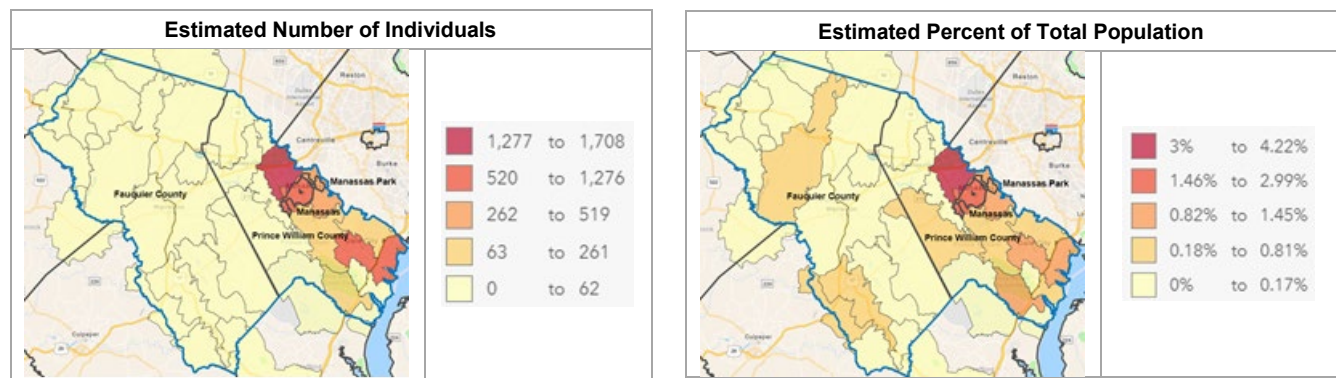 Estimated Number of Individuals
Reston
Centreville
Burke
Manassas Park
Fauquier County
Manassas
Prince William County
Culpeper
1,277 to 1,708
520 to 1,276
262 to 519
63 to 261
0 to 62
Estimated Percent of Total Population
Reston
Centreville
Burke
Manassas Park
Fauquier County
Manassas
Prince William County
Culpeper
3% to 4.22%
1.46% to 2.99%
0.82% to 1.45%
0.18% to 0.81%
0% to 0.17%